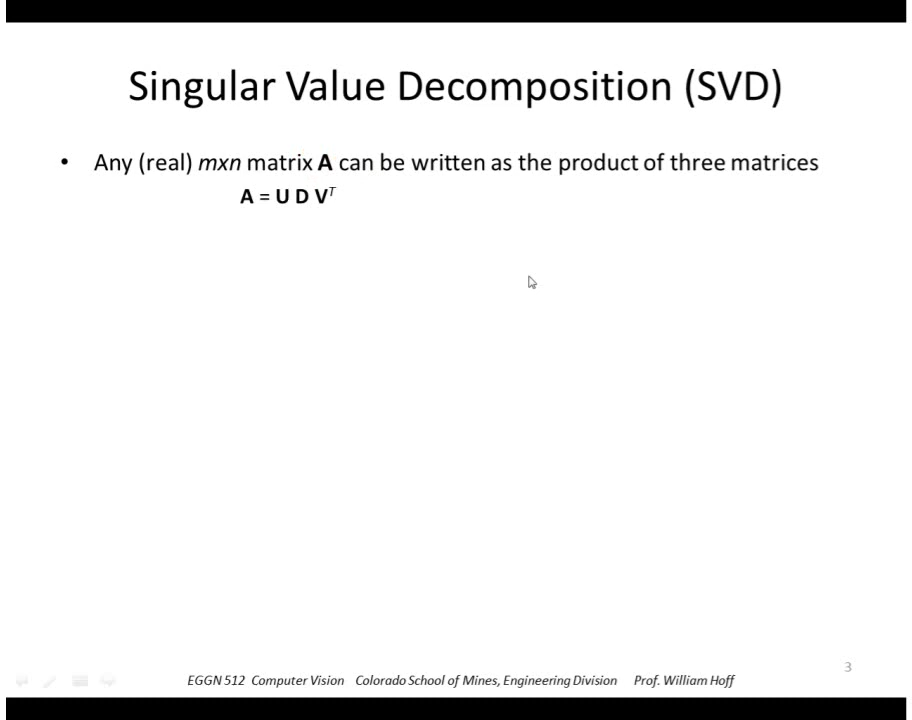 Singular Value Decomposition (SVD)
• Any (real) mxn matrix A can be written as the product of three matrices
A = U D Vᵀ
3
EGGN 512 Computer Vision Colorado School of Mines, Engineering Division Prof. William Hoff